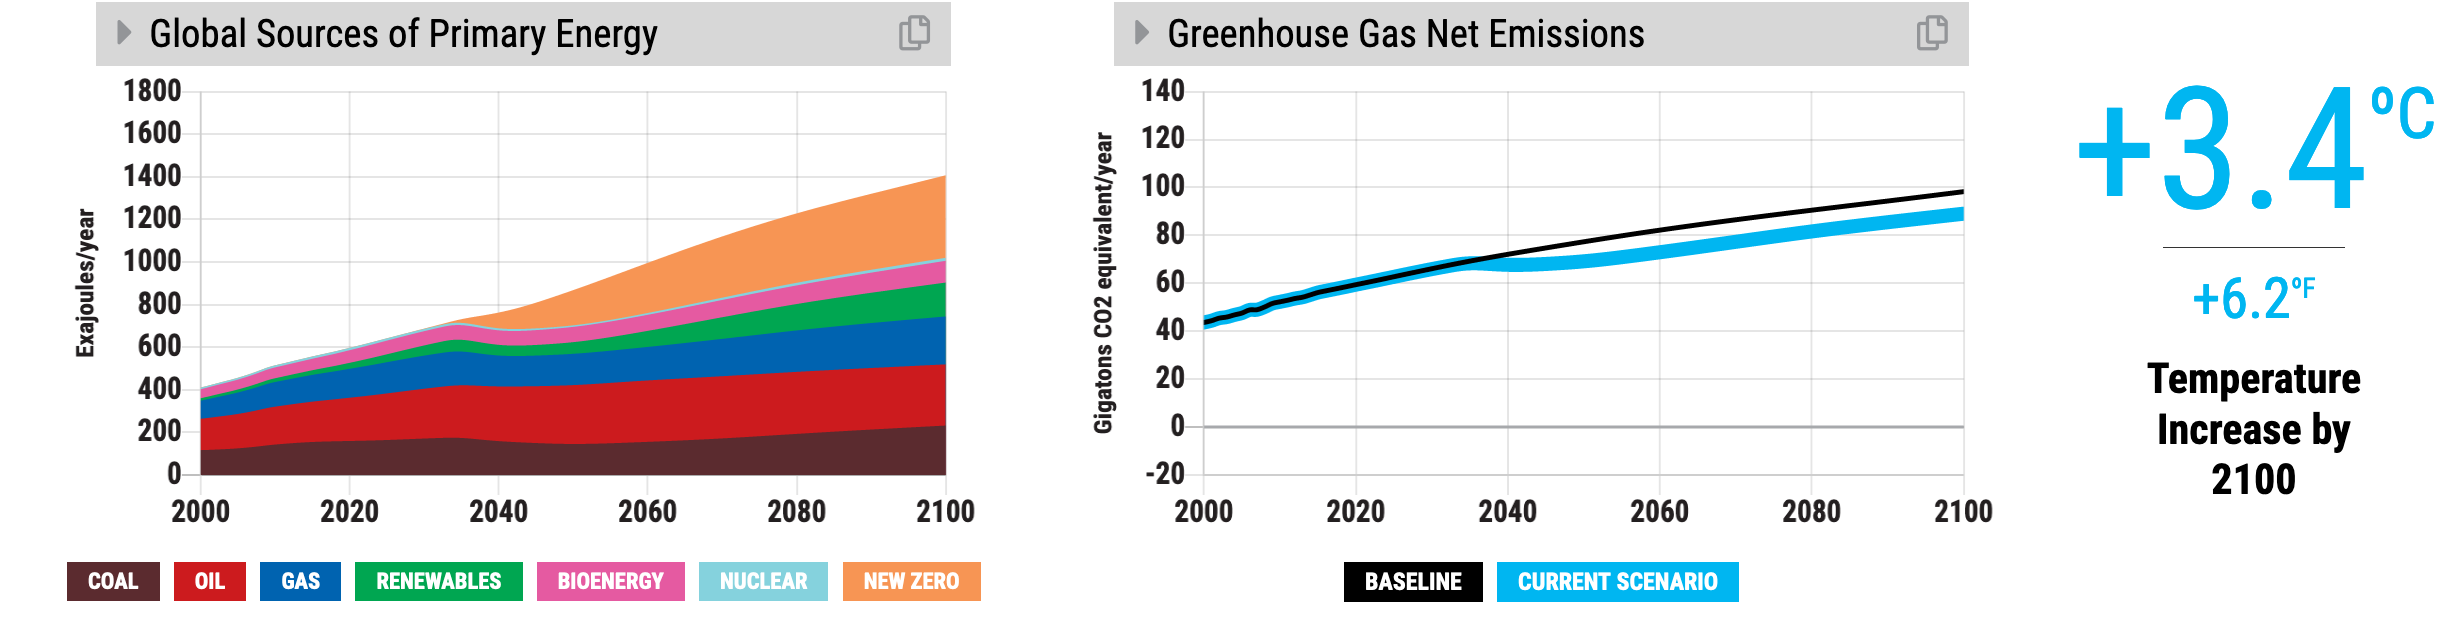 Global Sources of Primary Energy
Exajoules/year
1800
1600
1400
1200
1000
800
600
400
200
0
2000 2020 2040 2060 2080 2100
COAL OIL GAS RENEWABLES BIOENERGY NUCLEAR NEW ZERO
Greenhouse Gas Net Emissions
Gigatons CO2 equivalent/year
140
120
100
80
60
40
20
0
-20
2000 2020 2040 2060 2080 2100
BASELINE CURRENT SCENARIO
+3.4 ºC
+6.2 ºF
Temperature
Increase by
2100